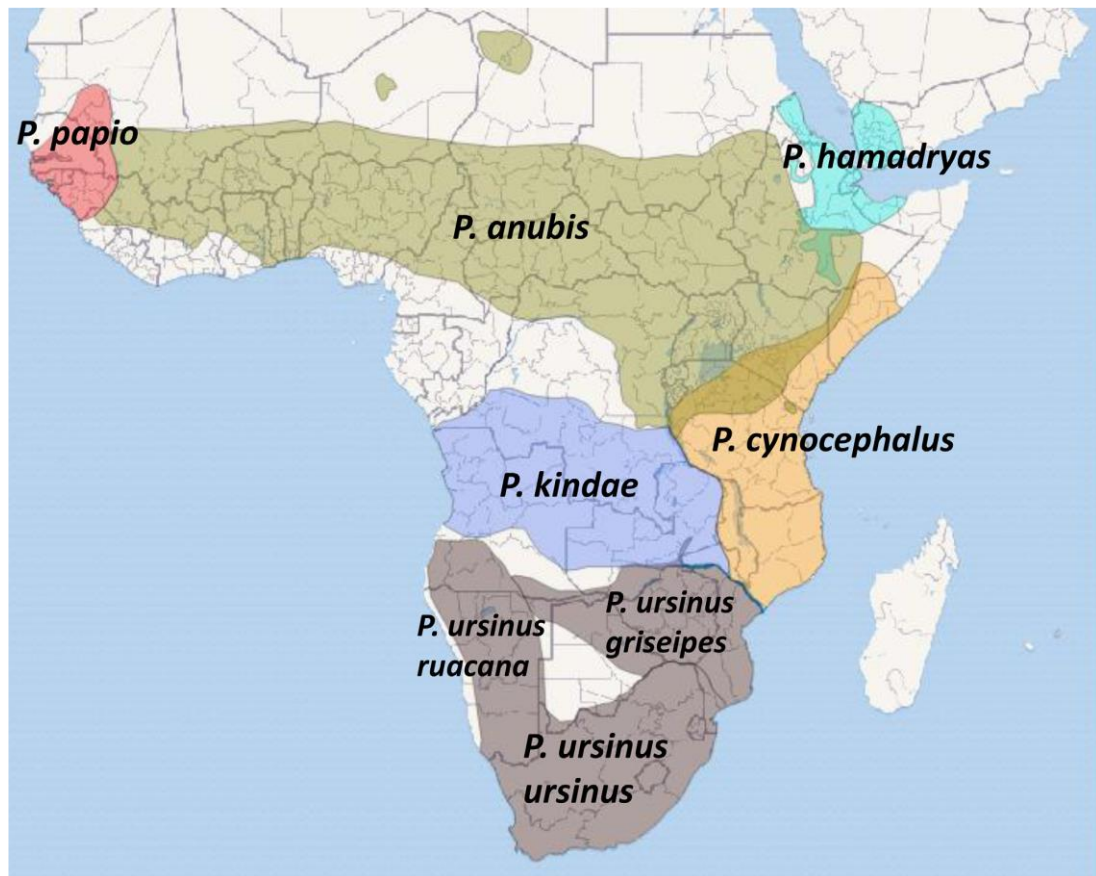 P. papio
P. hamadryas
P. anubis
P. cynocephalus
P. kindae
P. ursinus
griseipes
P. ursinus
ruacana
P. ursinus
ursinus